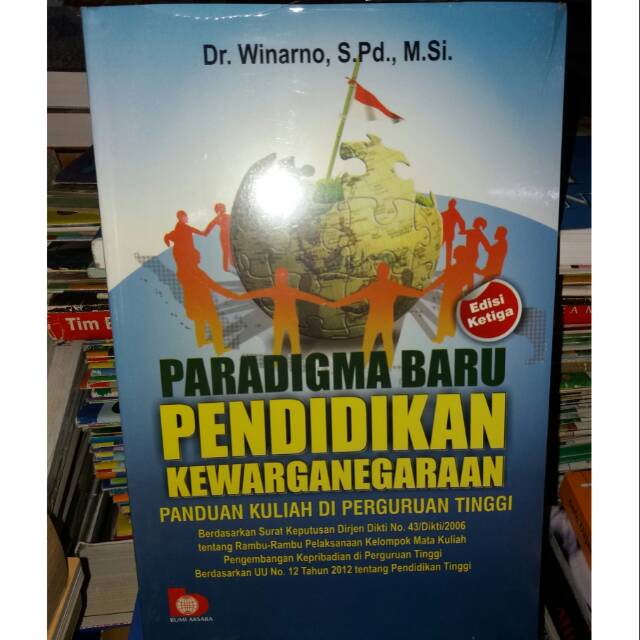 Dr. Winarno, S.Pd., M.Si.
Edisi
Ketiga
PARADIGMA BARU
PENDIDIKAN
KEWARGANEGARAAN
PANDUAN KULIAH DI PERGURUAN TINGGI
Berdasarkan Surat Keputusan Dirjen Dikti No. 43/Dikti/2006
tentang Rambu-Rambu Pelaksanaan Kelompok Mata Kuliah
Pengembangan Kepribadian di Perguruan Tinggi
Berdasarkan UU No. 12 Tahun 2012 tentang Pendidikan Tinggi
BUMI AKSARA
Tim